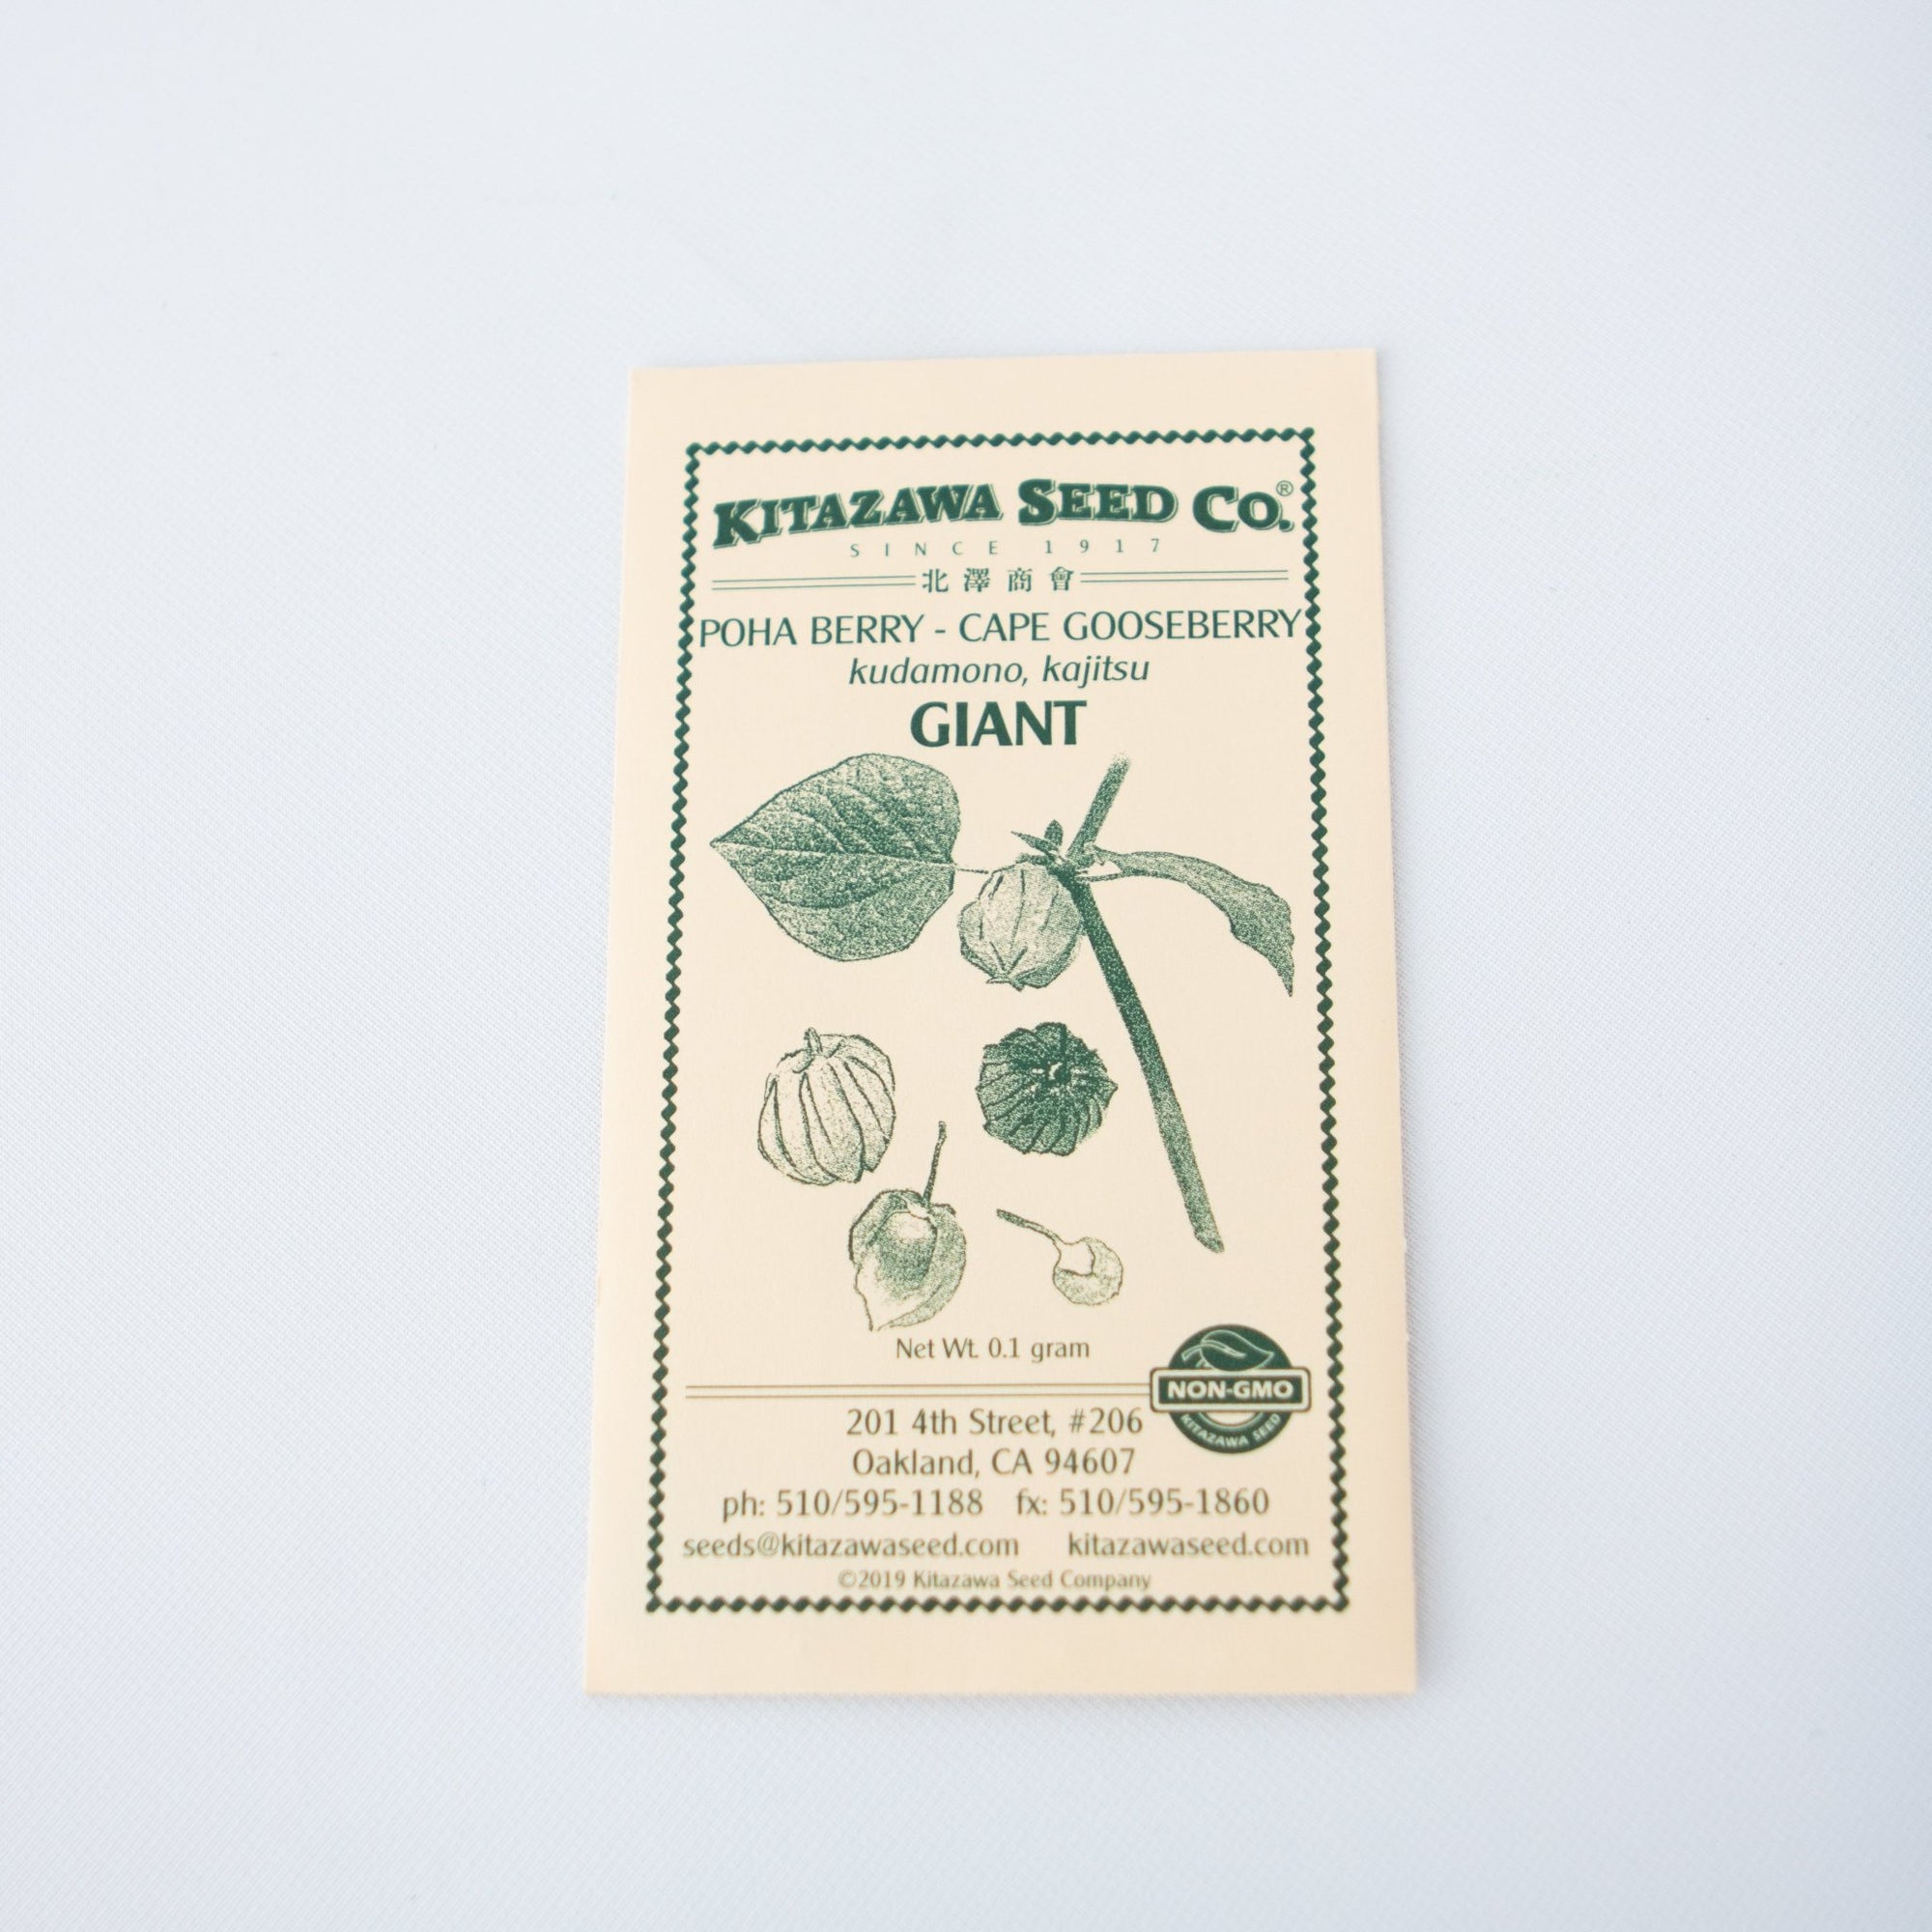 KITAZAWA SEED CO.®
SINCE 1917
北澤商會
POHA BERRY - CAPE GOOSEBERRY
kudamono, kajitsu
GIANT
Net Wt. 0.1 gram
NON-GMO
KITAZAWA SEED
201 4th Street, #206
Oakland, CA 94607
ph: 510/595-1188 fx: 510/595-1860
seeds@kitazawaseed.com kitazawaseed.com
©2019 Kitazawa Seed Company